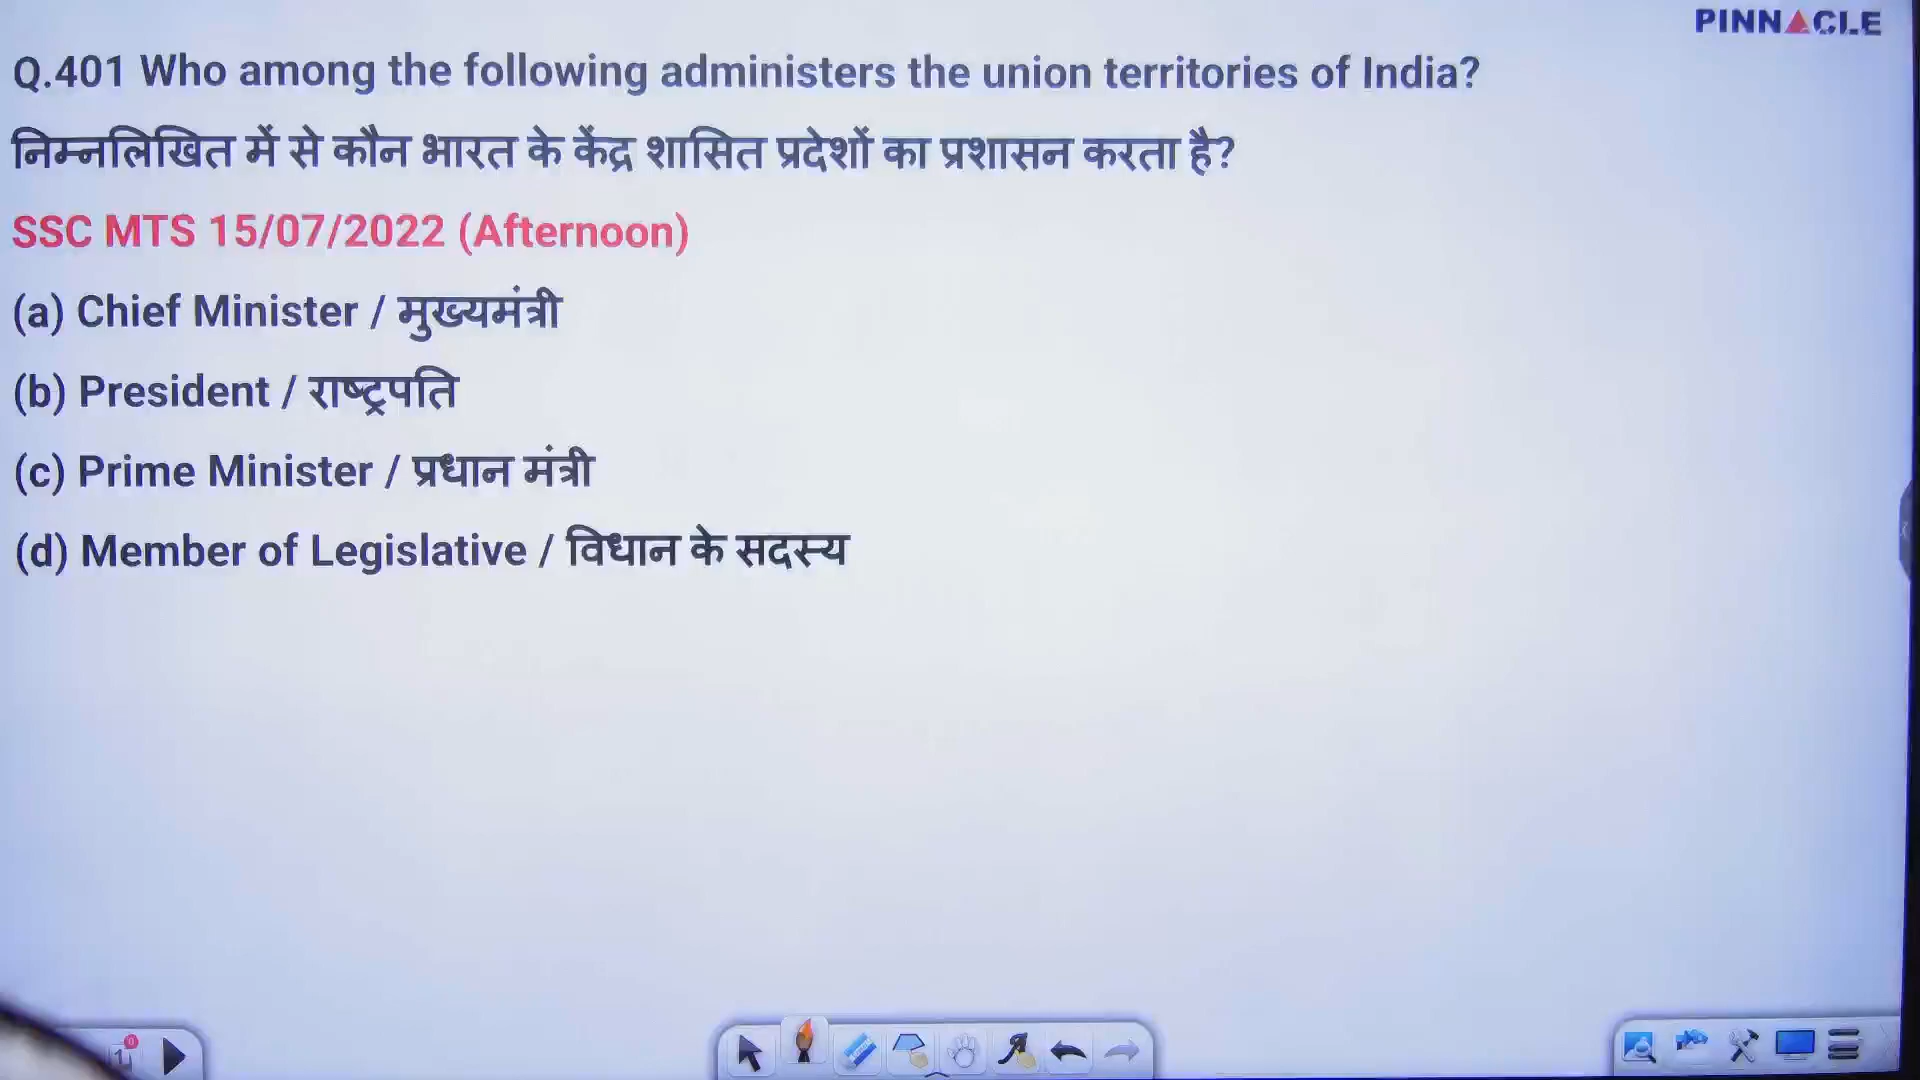 PINNACLE
Q.401 Who among the following administers the union territories of India?
निम्नलिखित में से कौन भारत के केंद्र शासित प्रदेशों का प्रशासन करता है?
SSC MTS 15/07/2022 (Afternoon)
(a) Chief Minister / मुख्यमंत्री
(b) President / राष्ट्रपति
(c) Prime Minister / प्रधान मंत्री
(d) Member of Legislative / विधान के सदस्य